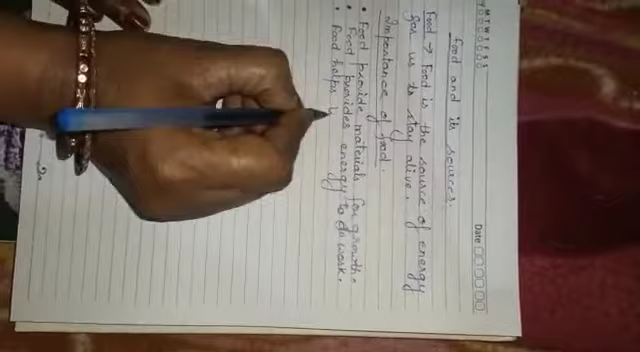 M T W T F S S
Date
Food and its sources.
Food → Food is the source of energy
for us to stay alive.
Importance of food.
• Food provide materials for growth.
• Food provides energy to do work.
• Food helps